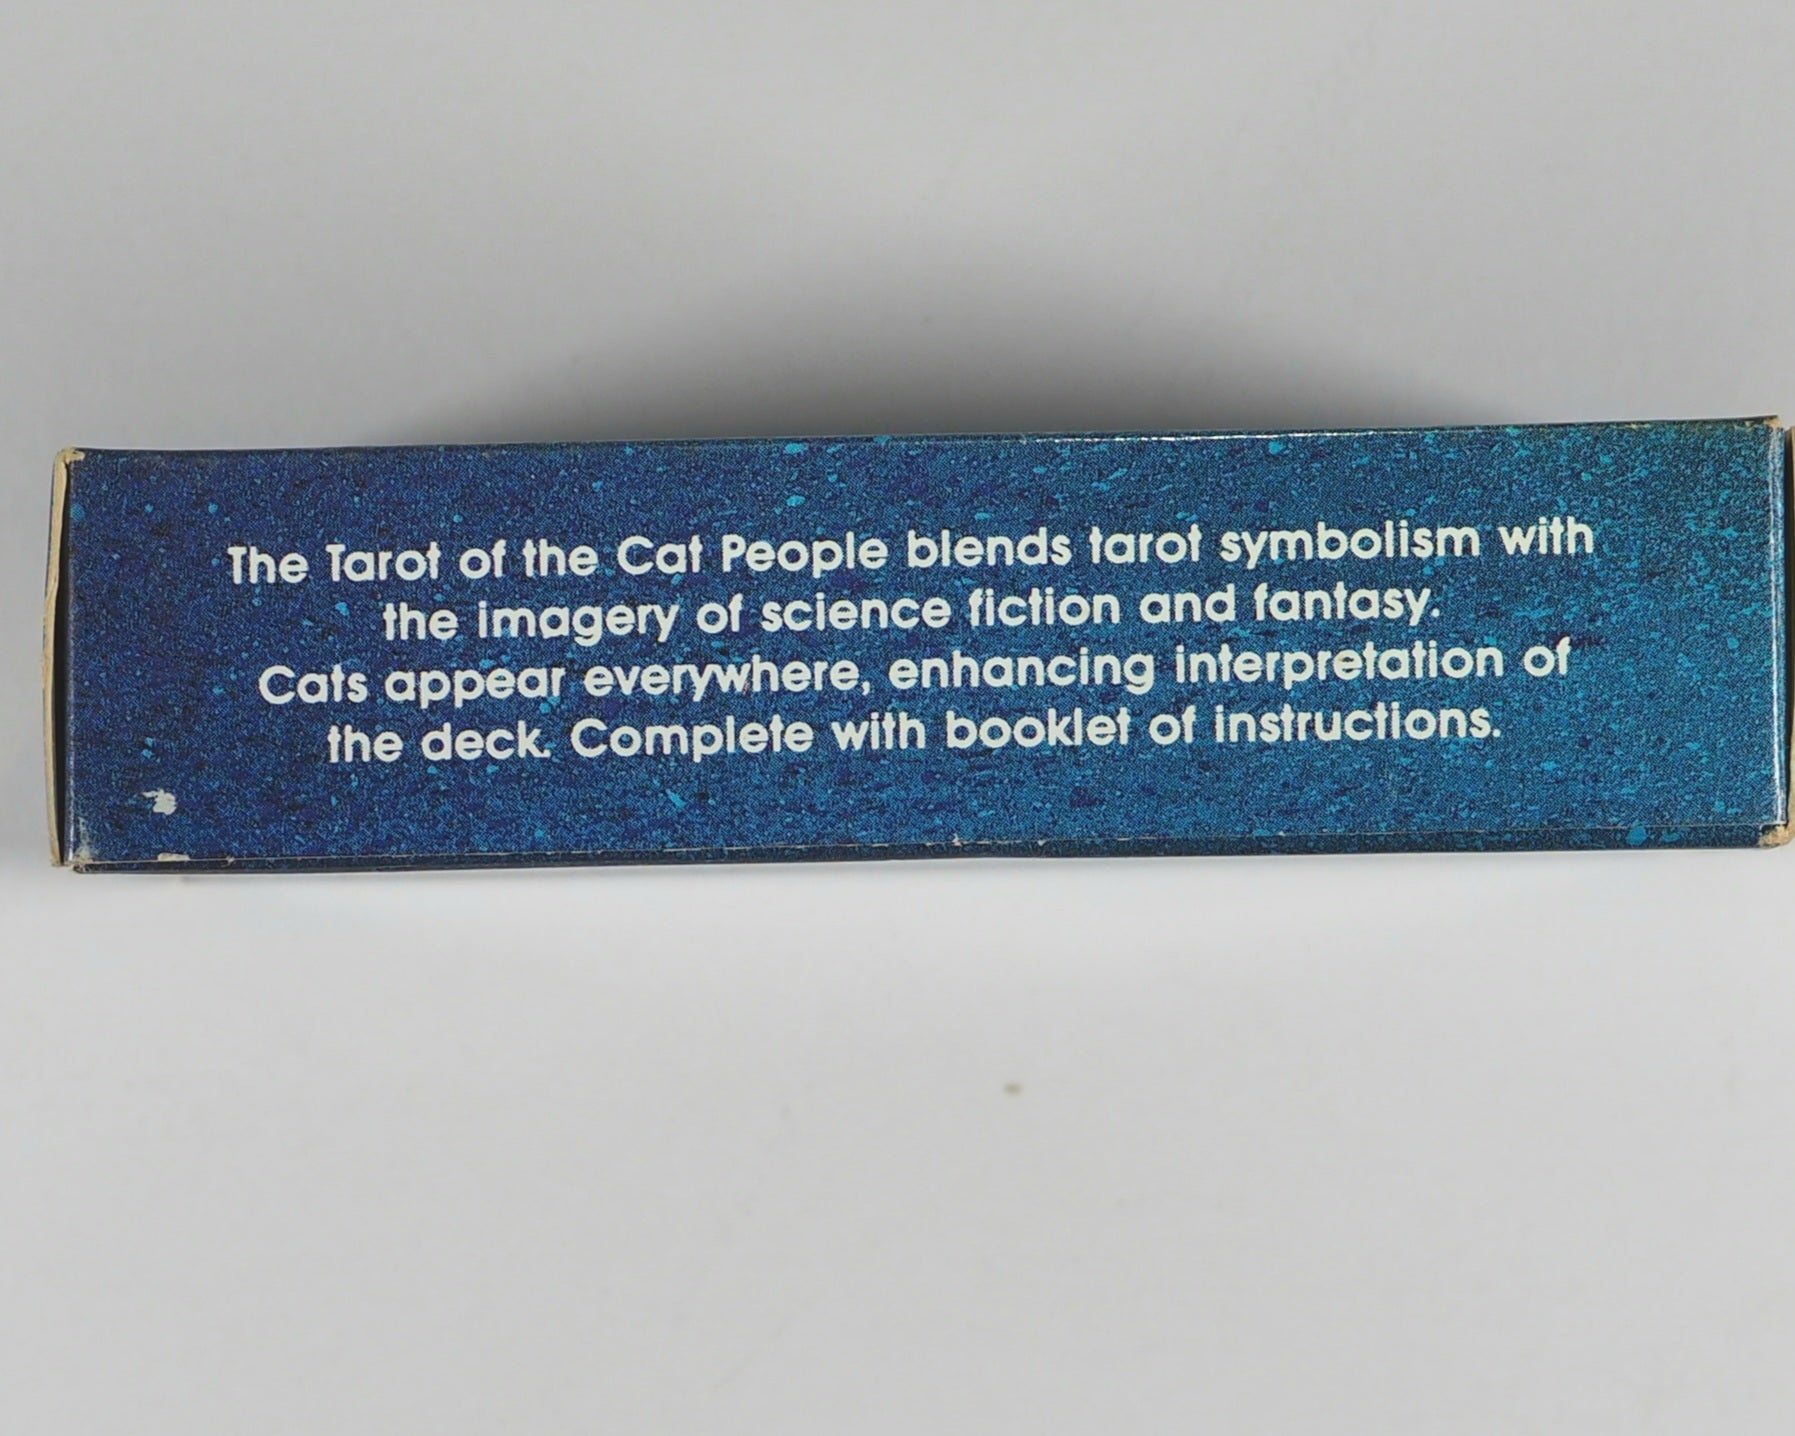 The Tarot of the Cat People blends tarot symbolism with
the imagery of science fiction and fantasy.
Cats appear everywhere, enhancing interpretation of
the deck. Complete with booklet of instructions.